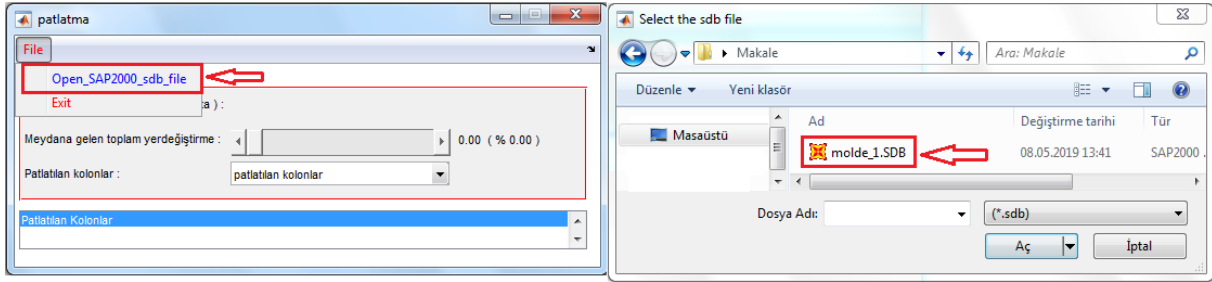 patlatma
File
Open_SAP2000_sdb_file
Exit
a ) :
Meydana gelen toplam yerdeğiştirme :
0.00 ( % 0.00 )
Patlatılan kolonlar :
patlatılan kolonlar
Patlatılan Kolonlar
Select the sdb file
Makale
Ara: Makale
Düzenle
Yeni klasör
Ad
Değiştirme tarihi
Tür
Masaüstü
molde_1.SDB
08.05.2019 13:41
SAP2000 .
Dosya Adı:
(*.sdb)
Aç
İptal